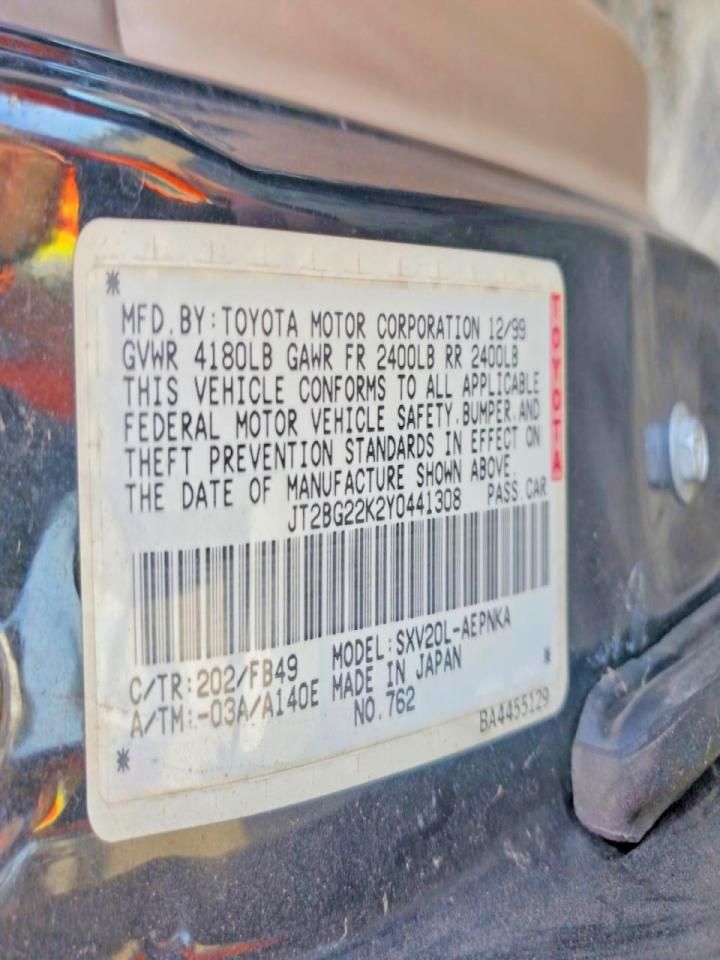 MFD.BY:TOYOTA MOTOR CORPORATION 12/99
GVWR 4180LB GAWR FR 2400LB RR 2400LB
THIS VEHICLE CONFORMS TO ALL APPLICABLE
FEDERAL MOTOR VEHICLE SAFETY,BUMPER,AND
THEFT PREVENTION STANDARDS IN EFFECT ON
THE DATE OF MANUFACTURE SHOWN ABOVE.
JT2BG22K2Y0441308 PASS.CAR
C/TR:202/FB49 MODEL:SXV20L-AEPNKA
A/TM:-03A/A140E MADE IN JAPAN
NO.762
BA4455129
TOYOTA